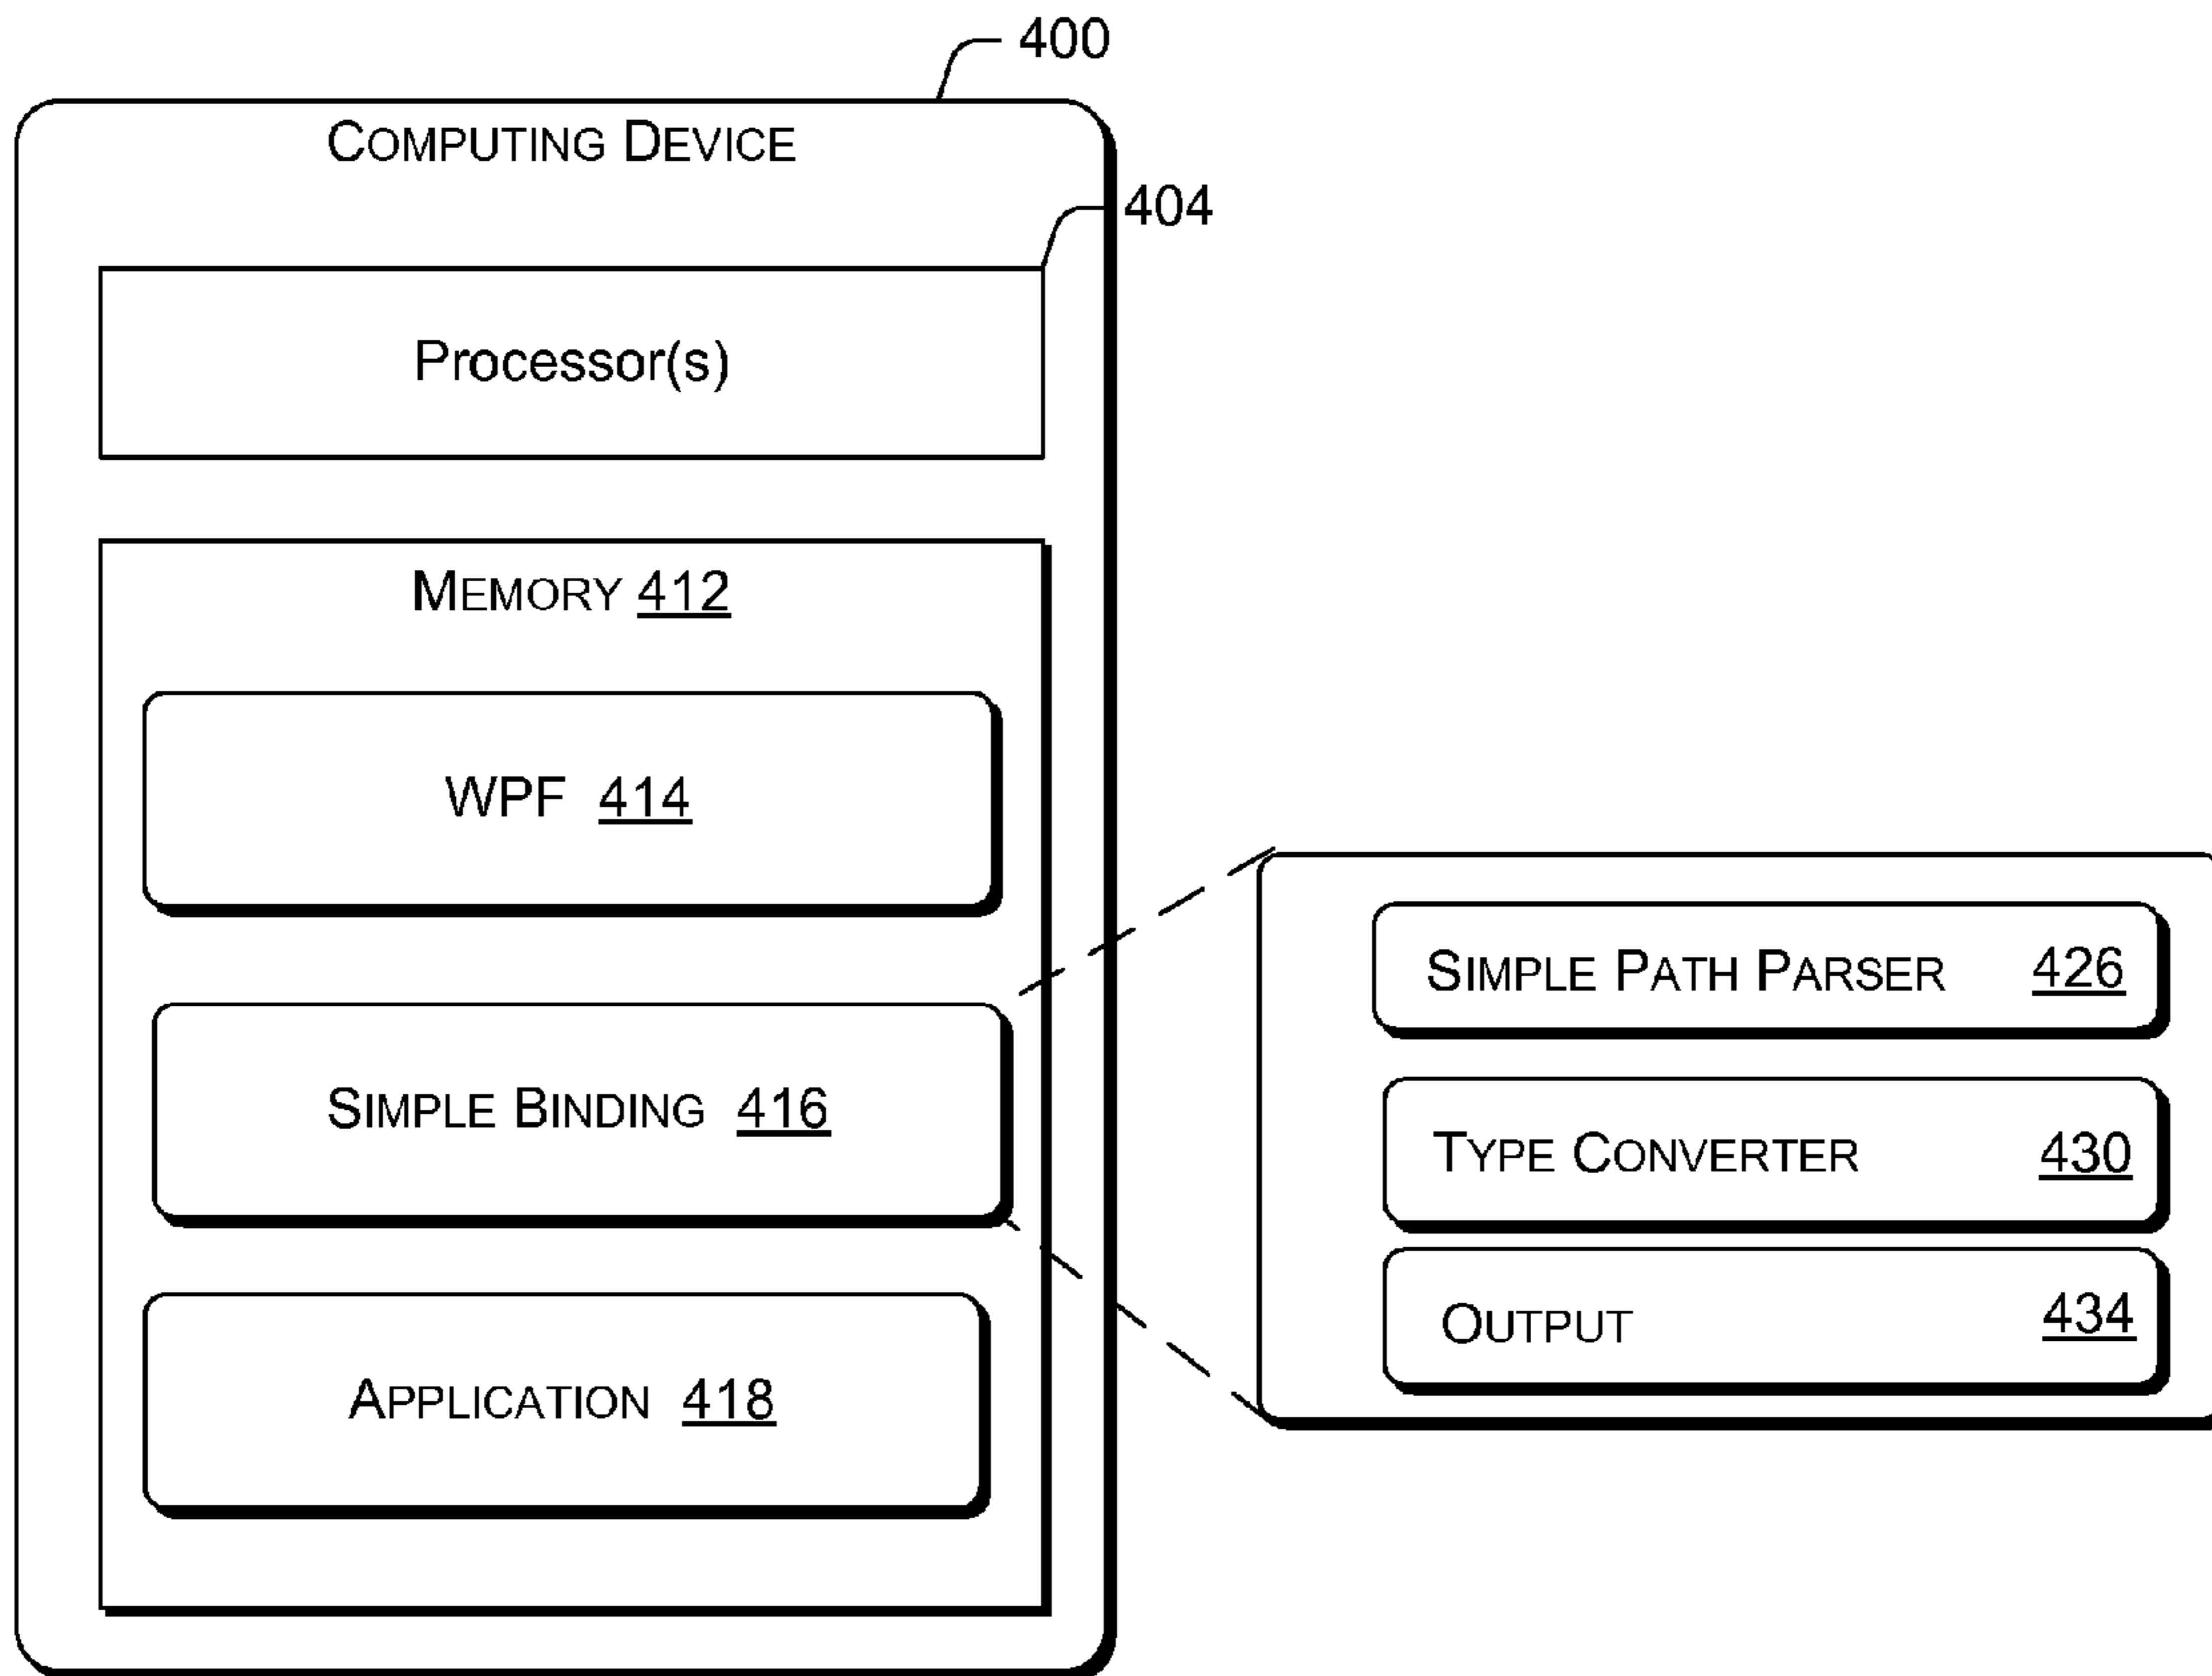 400
COMPUTING DEVICE
404
Processor(s)
MEMORY 412
WPF 414
SIMPLE BINDING 416
APPLICATION 418
SIMPLE PATH PARSER 426
TYPE CONVERTER 430
OUTPUT 434